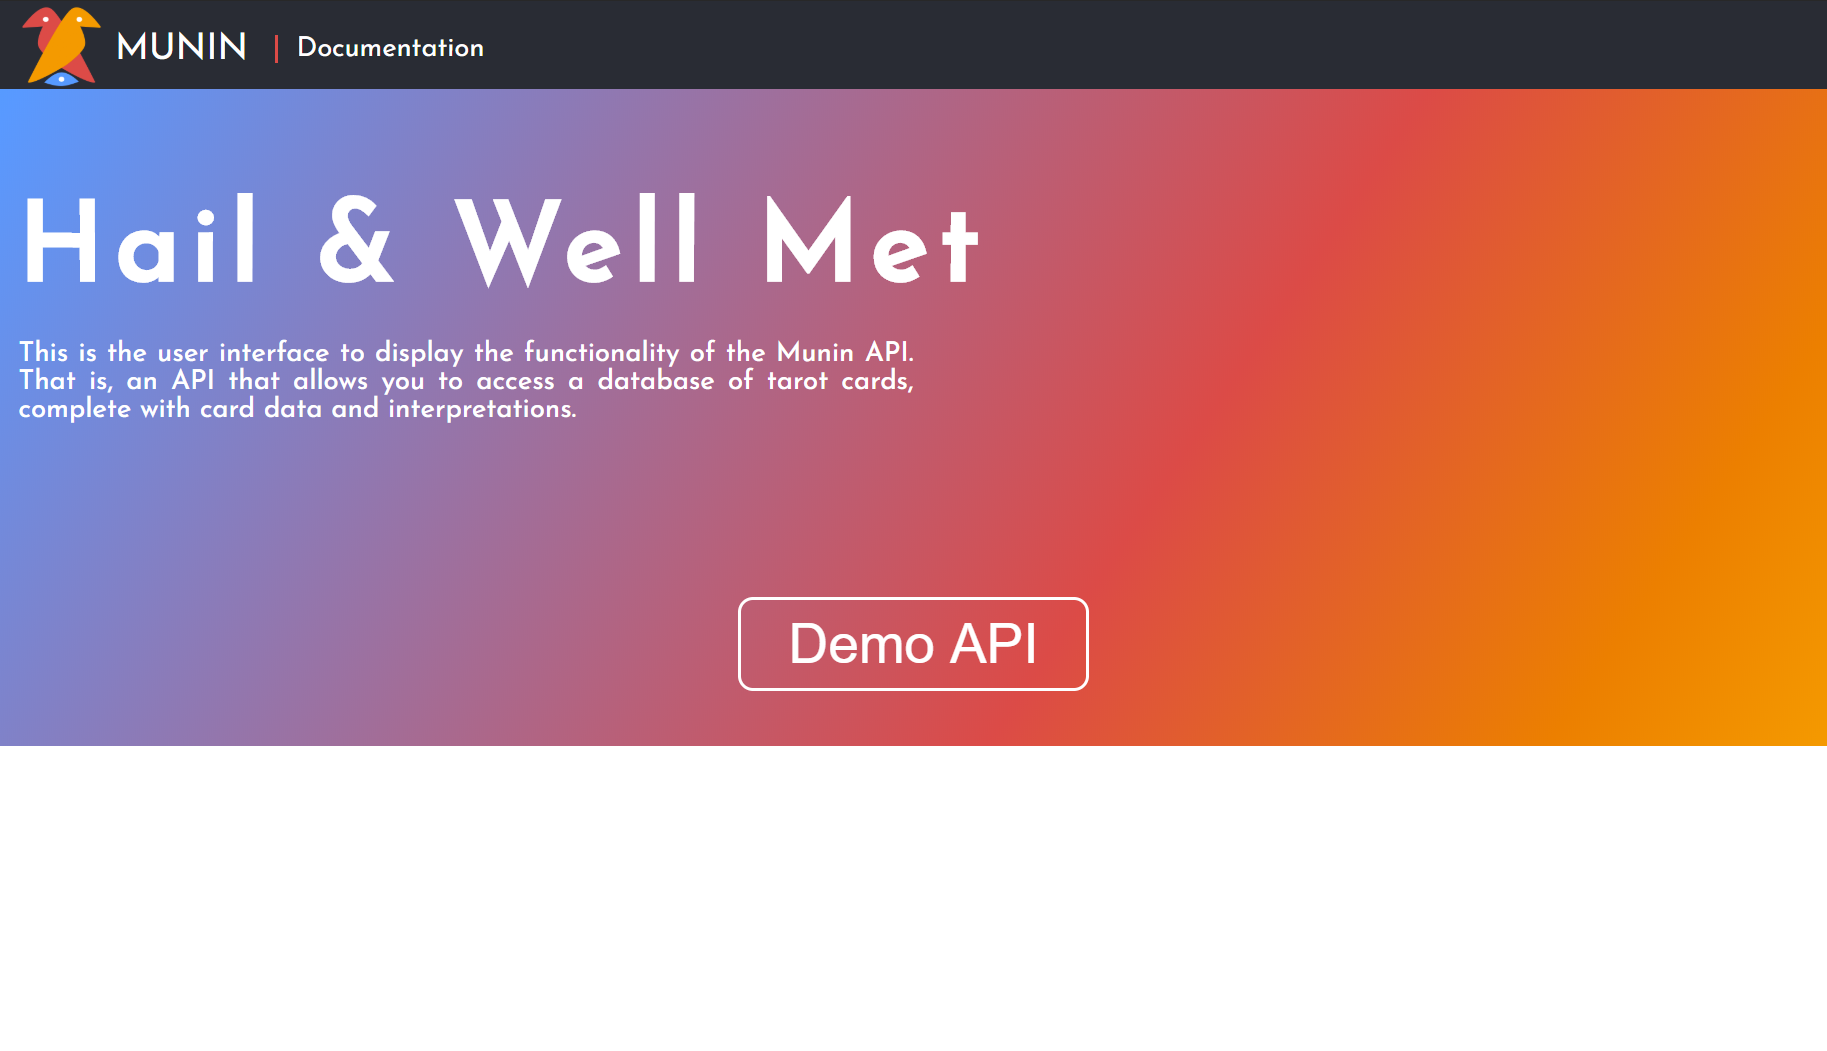 MUNIN | Documentation
Hail & Well Met
This is the user interface to display the functionality of the Munin API.
That is, an API that allows you to access a database of tarot cards,
complete with card data and interpretations.
Demo API